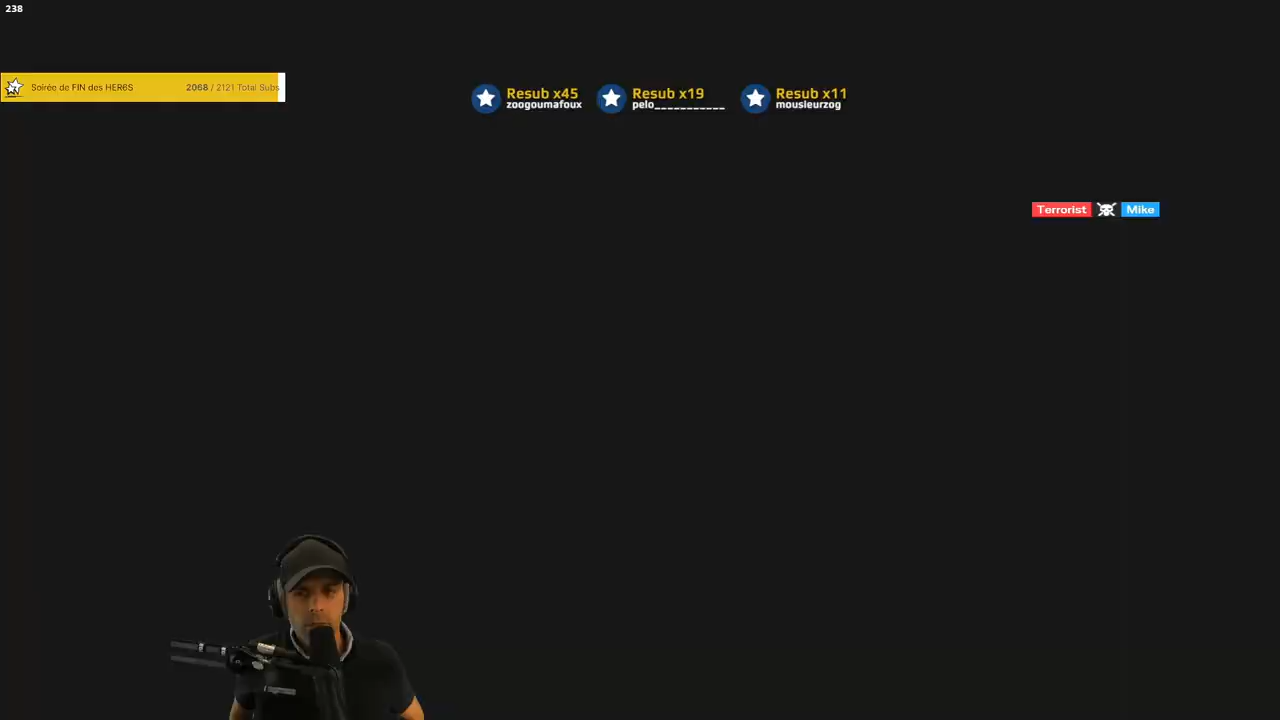 238
Soirée de FIN des HER6S 2068 / 2121 Total Subs
Resub x45
zoogoumafoux
Resub x19
pelo___________
Resub x11
mousieurzog
Terrorist Mike